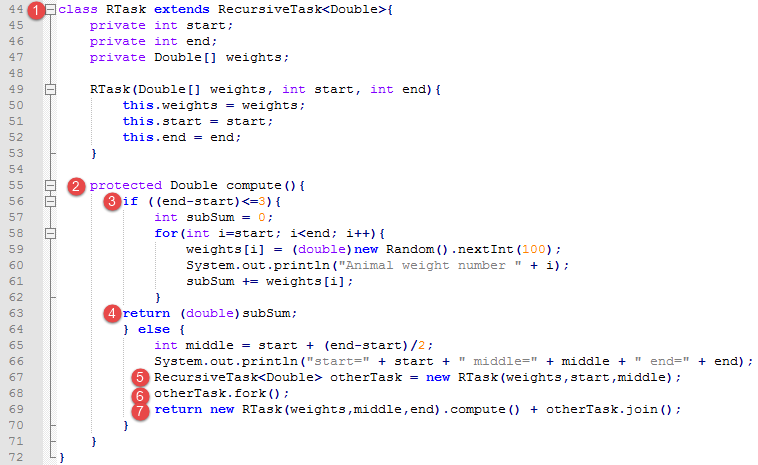 44 1 class RTask extends RecursiveTask<Double>{
45 private int start;
46 private int end;
47 private Double[] weights;
48
49 RTask(Double[] weights, int start, int end){
50 this.weights = weights;
51 this.start = start;
52 this.end = end;
53 }
54
55 2 protected Double compute(){
56 3 if ((end-start)<=3){
57 int subSum = 0;
58 for(int i=start; i<end; i++){
59 weights[i] = (double)new Random().nextInt(100);
60 System.out.println("Animal weight number " + i);
61 subSum += weights[i];
62 }
63 4 return (double)subSum;
64 } else {
65 int middle = start + (end-start)/2;
66 System.out.println("start=" + start + " middle=" + middle + " end=" + end);
67 5 RecursiveTask<Double> otherTask = new RTask(weights,start,middle);
68 6 otherTask.fork();
69 7 return new RTask(weights,middle,end).compute() + otherTask.join();
70 }
71 }
72 }